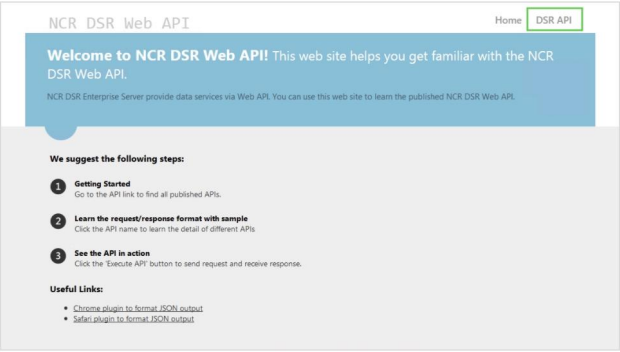 NCR DSR Web API
Home DSR API
Welcome to NCR DSR Web API! This web site helps you get familiar with the NCR
DSR Web API.
NCR DSR Enterprise Server provide data services via Web API. You can use this web site to learn the published NCR DSR Web API.
We suggest the following steps:
1 Getting Started
Go to the API link to find all published APIs.
2 Learn the request/response format with sample
Click the API name to learn the detail of different APIs
3 See the API in action
Click the 'Execute API' button to send request and receive response.
Useful Links:
• Chrome plugin to format JSON output
• Safari plugin to format JSON output